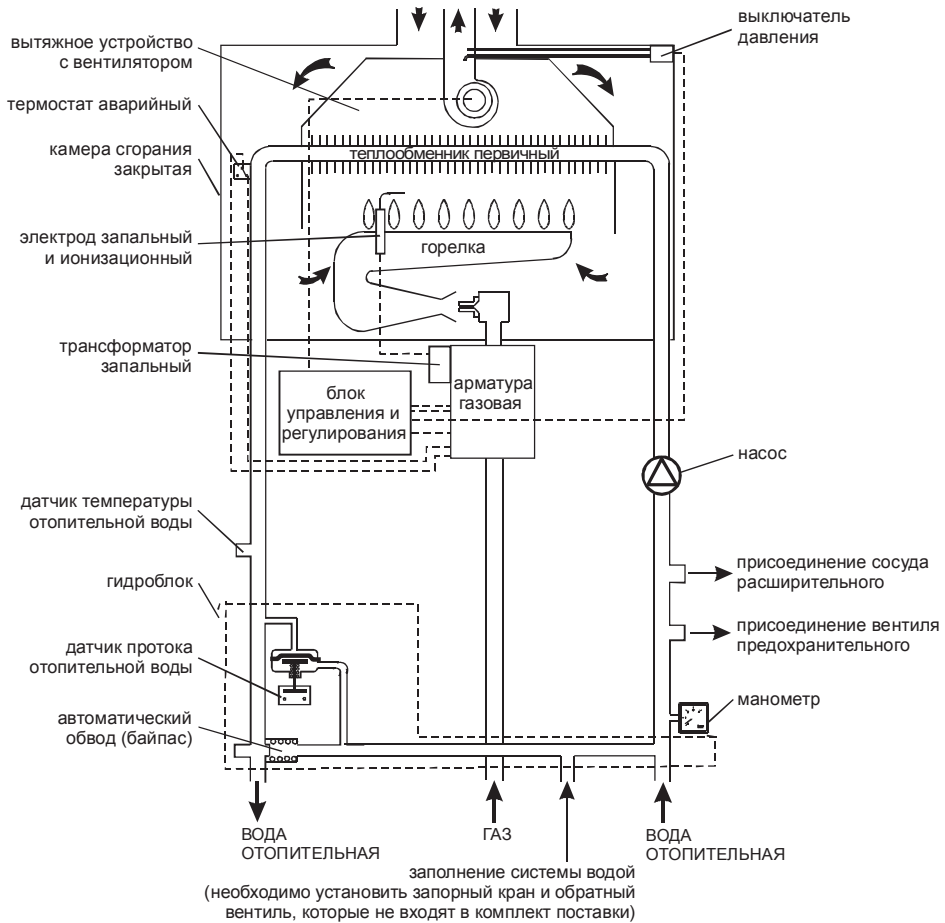 выключатель
давления
вытяжное устройство
с вентилятором
термостат аварийный
камера сгорания
закрытая
теплообменник первичный
электрод запальный
и ионизационный
горелка
трансформатор
запальный
блок
управления и
регулирования
арматура
газовая
насос
датчик температуры
отопительной воды
присоединение сосуда
расширительного
гидроблок
присоединение вентиля
предохранительного
датчик протока
отопительной воды
манометр
автоматический
обвод (байпас)
ВОДА
ОТОПИТЕЛЬНАЯ
ГАЗ
ВОДА
ОТОПИТЕЛЬНАЯ
заполнение системы водой
(необходимо установить запорный кран и обратный
вентиль, которые не входят в комплект поставки)